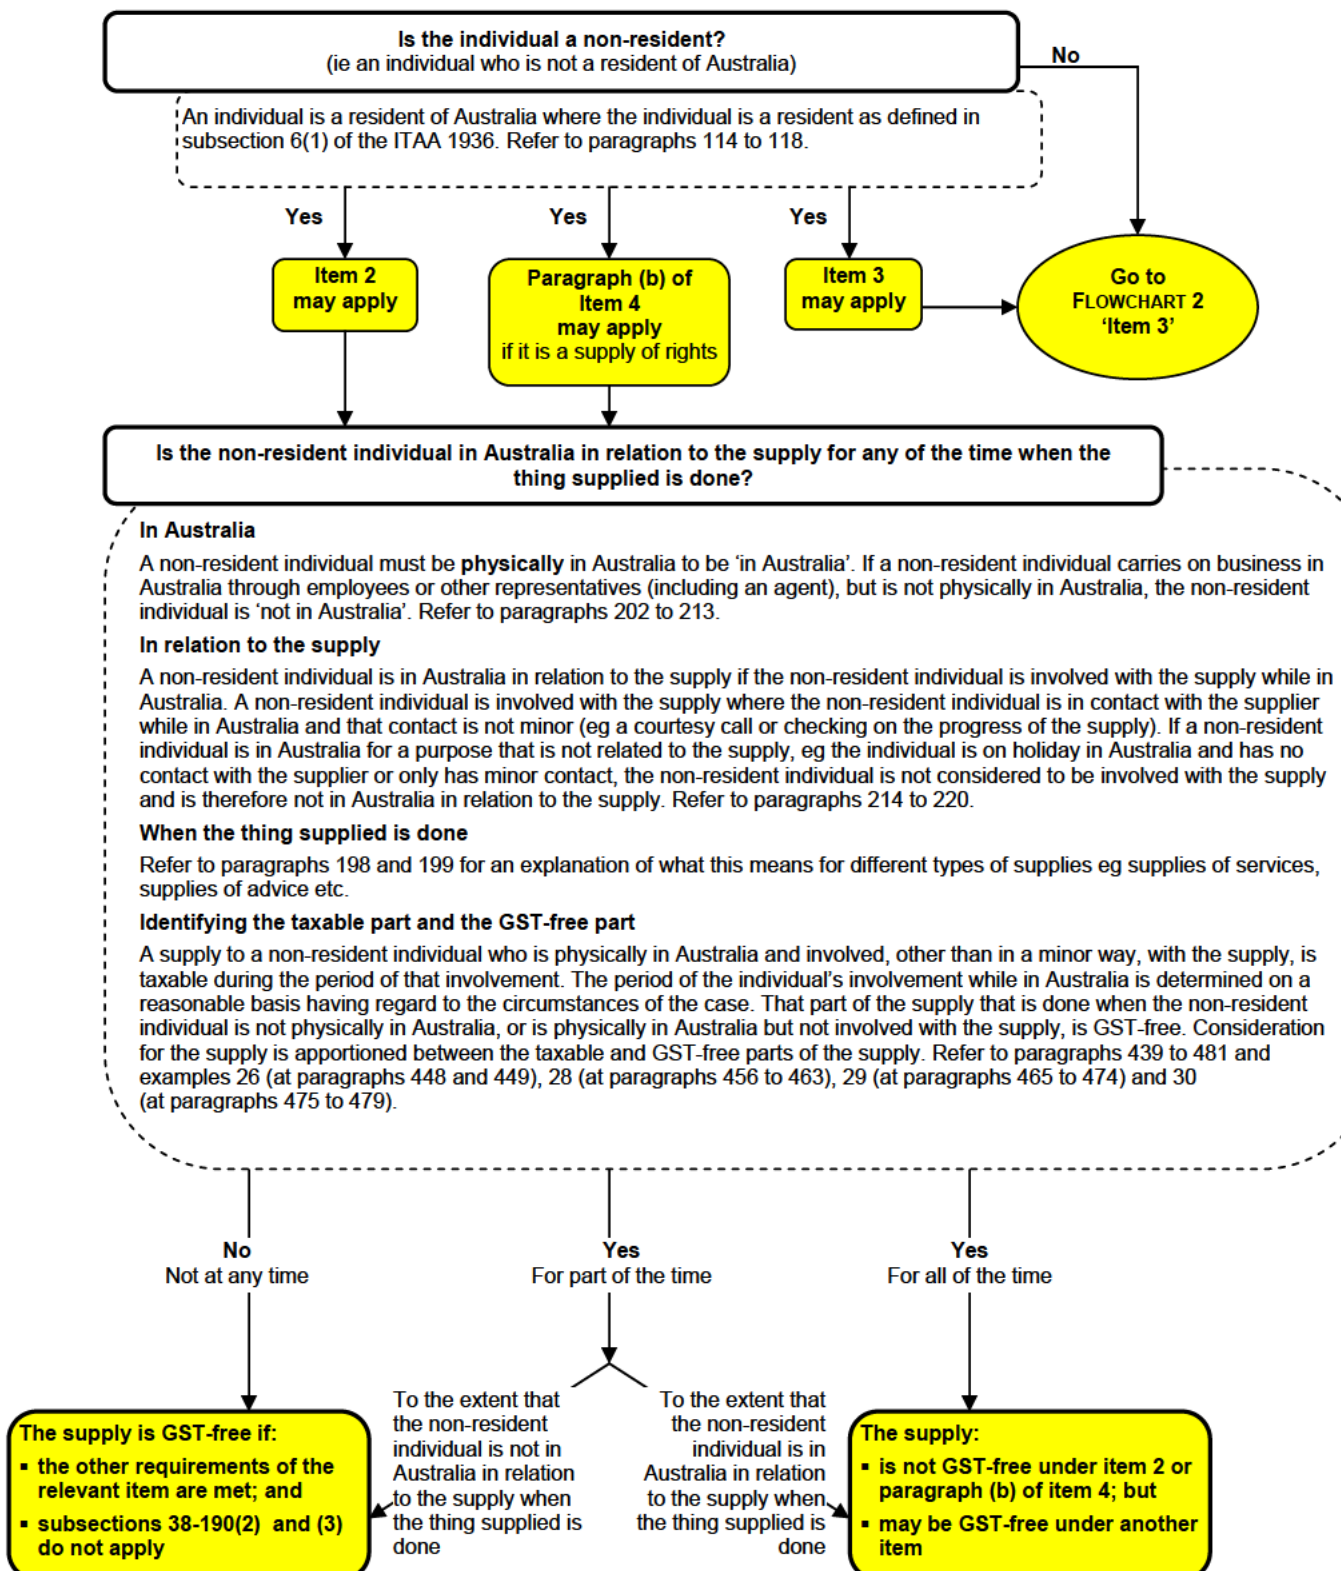 Is the individual a non-resident?
(ie an individual who is not a resident of Australia)
No
An individual is a resident of Australia where the individual is a resident as defined in
subsection 6(1) of the ITAA 1936. Refer to paragraphs 114 to 118.
Yes
Yes
Yes
Item 2
may apply
Paragraph (b) of
Item 4
may apply
if it is a supply of rights
Item 3
may apply
Go to
FLOWCHART 2
‘Item 3’
Is the non-resident individual in Australia in relation to the supply for any of the time when the
thing supplied is done?
In Australia
A non-resident individual must be physically in Australia to be ‘in Australia’. If a non-resident individual carries on business in
Australia through employees or other representatives (including an agent), but is not physically in Australia, the non-resident
individual is ‘not in Australia’. Refer to paragraphs 202 to 213.
In relation to the supply
A non-resident individual is in Australia in relation to the supply if the non-resident individual is involved with the supply while in
Australia. A non-resident individual is involved with the supply where the non-resident individual is in contact with the supplier
while in Australia and that contact is not minor (eg a courtesy call or checking on the progress of the supply). If a non-resident
individual is in Australia for a purpose that is not related to the supply, eg the individual is on holiday in Australia and has no
contact with the supplier or only has minor contact, the non-resident individual is not considered to be involved with the supply
and is therefore not in Australia in relation to the supply. Refer to paragraphs 214 to 220.
When the thing supplied is done
Refer to paragraphs 198 and 199 for an explanation of what this means for different types of supplies eg supplies of services,
supplies of advice etc.
Identifying the taxable part and the GST-free part
A supply to a non-resident individual who is physically in Australia and involved, other than in a minor way, with the supply, is
taxable during the period of that involvement. The period of the individual’s involvement while in Australia is determined on a
reasonable basis having regard to the circumstances of the case. That part of the supply that is done when the non-resident
individual is not physically in Australia, or is physically in Australia but not involved with the supply, is GST-free. Consideration
for the supply is apportioned between the taxable and GST-free parts of the supply. Refer to paragraphs 439 to 481 and
examples 26 (at paragraphs 448 and 449), 28 (at paragraphs 456 to 463), 29 (at paragraphs 465 to 474) and 30
(at paragraphs 475 to 479).
No
Not at any time
Yes
For part of the time
Yes
For all of the time
The supply is GST-free if:
▪ the other requirements of the
relevant item are met; and
▪ subsections 38-190(2) and (3)
do not apply
To the extent that
the non-resident
individual is not in
Australia in relation
to the supply when
the thing supplied is
done
To the extent that
the non-resident
individual is in
Australia in relation
to the supply when
the thing supplied is
done
The supply:
▪ is not GST-free under item 2 or
paragraph (b) of item 4; but
▪ may be GST-free under another
item